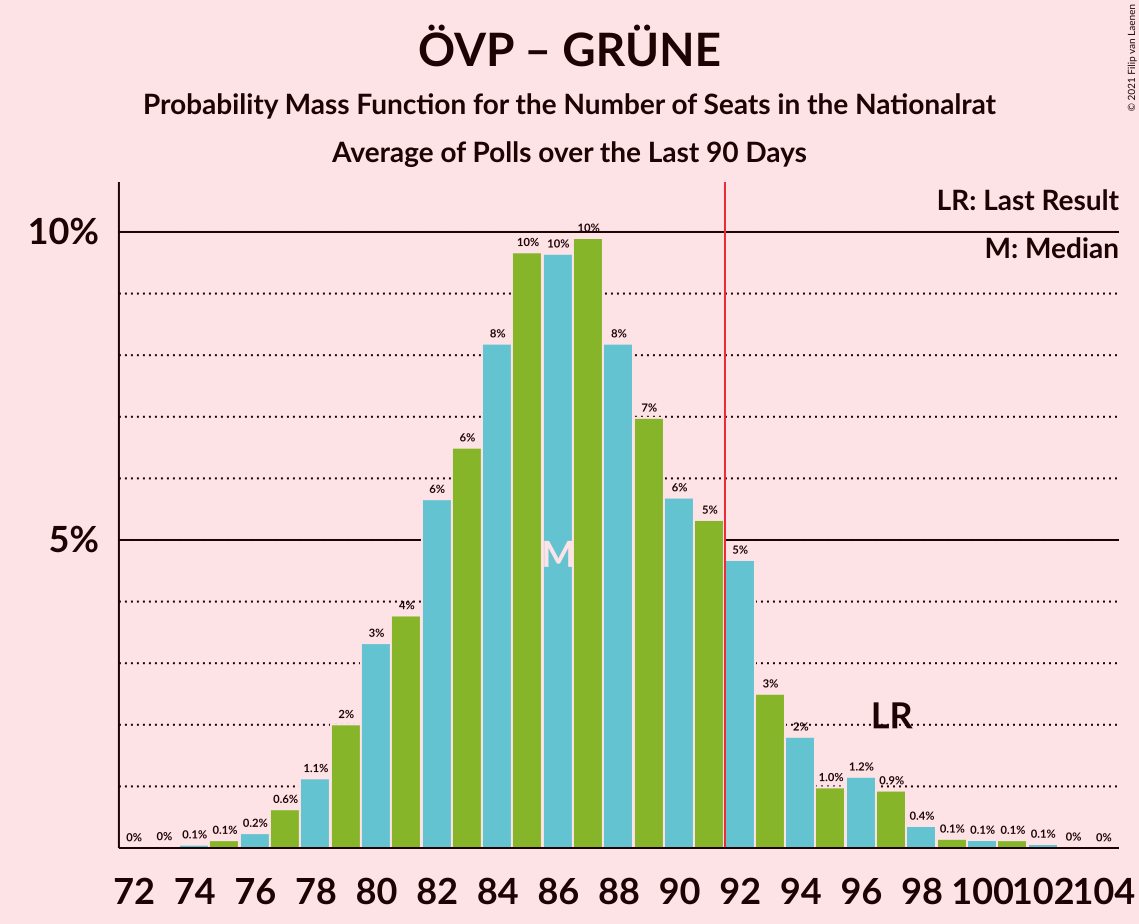 ÖVP – GRÜNE
Probability Mass Function for the Number of Seats in the Nationalrat
Average of Polls over the Last 90 Days
© 2021 Filip van Laenen
LR: Last Result
M: Median
10%
5%
0% 0% 0.1% 0.1% 0.2% 0.6% 1.1% 2% 3% 4% 6% 6% 8% 10% 10% 10% 8% 7% 6% 5% 5% 3% 2% 1.0% 1.2% 0.9% 0.4% 0.1% 0.1% 0.1% 0.1% 0% 0%
M
LR
72 74 76 78 80 82 84 86 88 90 92 94 96 98 100 102 104